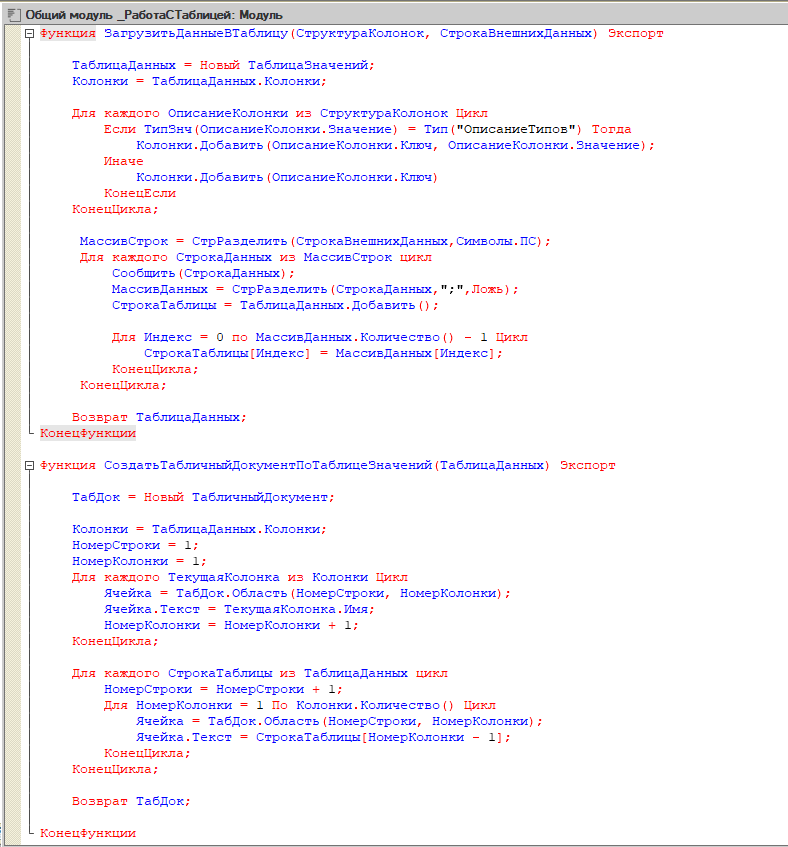 Общий модуль _РаботаСТаблицей: Модуль
Функция ЗагрузитьДанныеВТаблицу(СтруктураКолонок, СтрокаВнешнихДанных) Экспорт
ТаблицаДанных = Новый ТаблицаЗначений;
Колонки = ТаблицаДанных.Колонки;
Для каждого ОписаниеКолонки из СтруктураКолонок Цикл
Если ТипЗнч(ОписаниеКолонки.Значение) = Тип("ОписаниеТипов") Тогда
Колонки.Добавить(ОписаниеКолонки.Ключ, ОписаниеКолонки.Значение);
Иначе
Колонки.Добавить(ОписаниеКолонки.Ключ)
КонецЕсли
КонецЦикла;
МассивСтрок = СтрРазделить(СтрокаВнешнихДанных,Символы.ПС);
Для каждого СтрокаДанных из МассивСтрок цикл
Сообщить(СтрокаДанных);
МассивДанных = СтрРазделить(СтрокаДанных,";",Ложь);
СтрокаТаблицы = ТаблицаДанных.Добавить();
Для Индекс = 0 по МассивДанных.Количество() - 1 Цикл
СтрокаТаблицы[Индекс] = МассивДанных[Индекс];
КонецЦикла;
КонецЦикла;
Возврат ТаблицаДанных;
КонецФункции
Функция СоздатьТабличныйДокументПоТаблицеЗначений(ТаблицаДанных) Экспорт
ТабДок = Новый ТабличныйДокумент;
Колонки = ТаблицаДанных.Колонки;
НомерСтроки = 1;
НомерКолонки = 1;
Для каждого ТекущаяКолонка из Колонки Цикл
Ячейка = ТабДок.Область(НомерСтроки, НомерКолонки);
Ячейка.Текст = ТекущаяКолонка.Имя;
НомерКолонки = НомерКолонки + 1;
КонецЦикла;
Для каждого СтрокаТаблицы из ТаблицаДанных цикл
НомерСтроки = НомерСтроки + 1;
Для НомерКолонки = 1 По Колонки.Количество() Цикл
Ячейка = ТабДок.Область(НомерСтроки, НомерКолонки);
Ячейка.Текст = СтрокаТаблицы[НомерКолонки - 1];
КонецЦикла;
КонецЦикла;
Возврат ТабДок;
КонецФункции